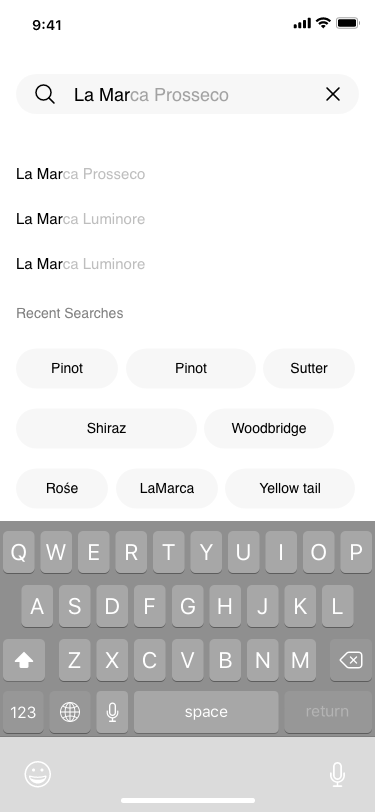 9:41
La Marca Prosseco
La Marca Prosseco
La Marca Luminore
La Marca Luminore
Recent Searches
Pinot Pinot Sutter
Shiraz Woodbridge
Rośe LaMarca Yellow tail
Q W E R T Y U I O P
A S D F G H J K L
Z X C V B N M
123 space return